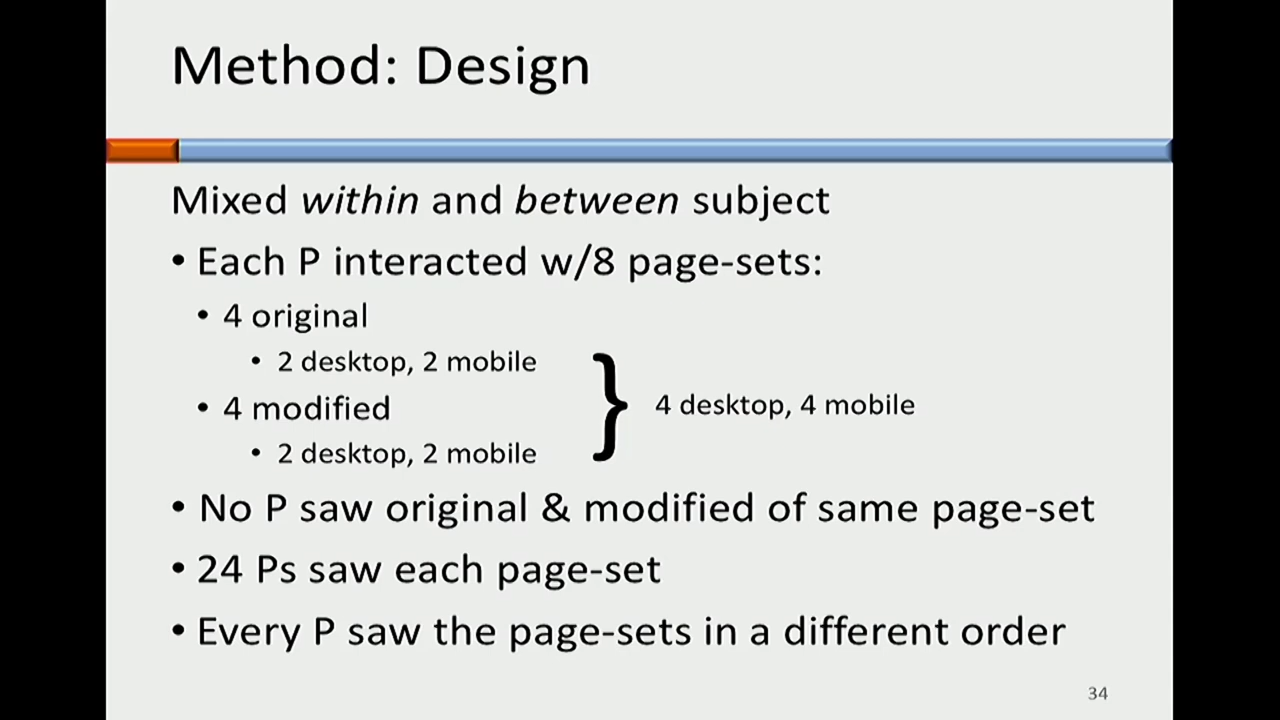 Method: Design
Mixed within and between subject
• Each P interacted w/8 page-sets:
• 4 original
• 2 desktop, 2 mobile
• 4 modified
• 2 desktop, 2 mobile
} 4 desktop, 4 mobile
• No P saw original & modified of same page-set
• 24 Ps saw each page-set
• Every P saw the page-sets in a different order
34